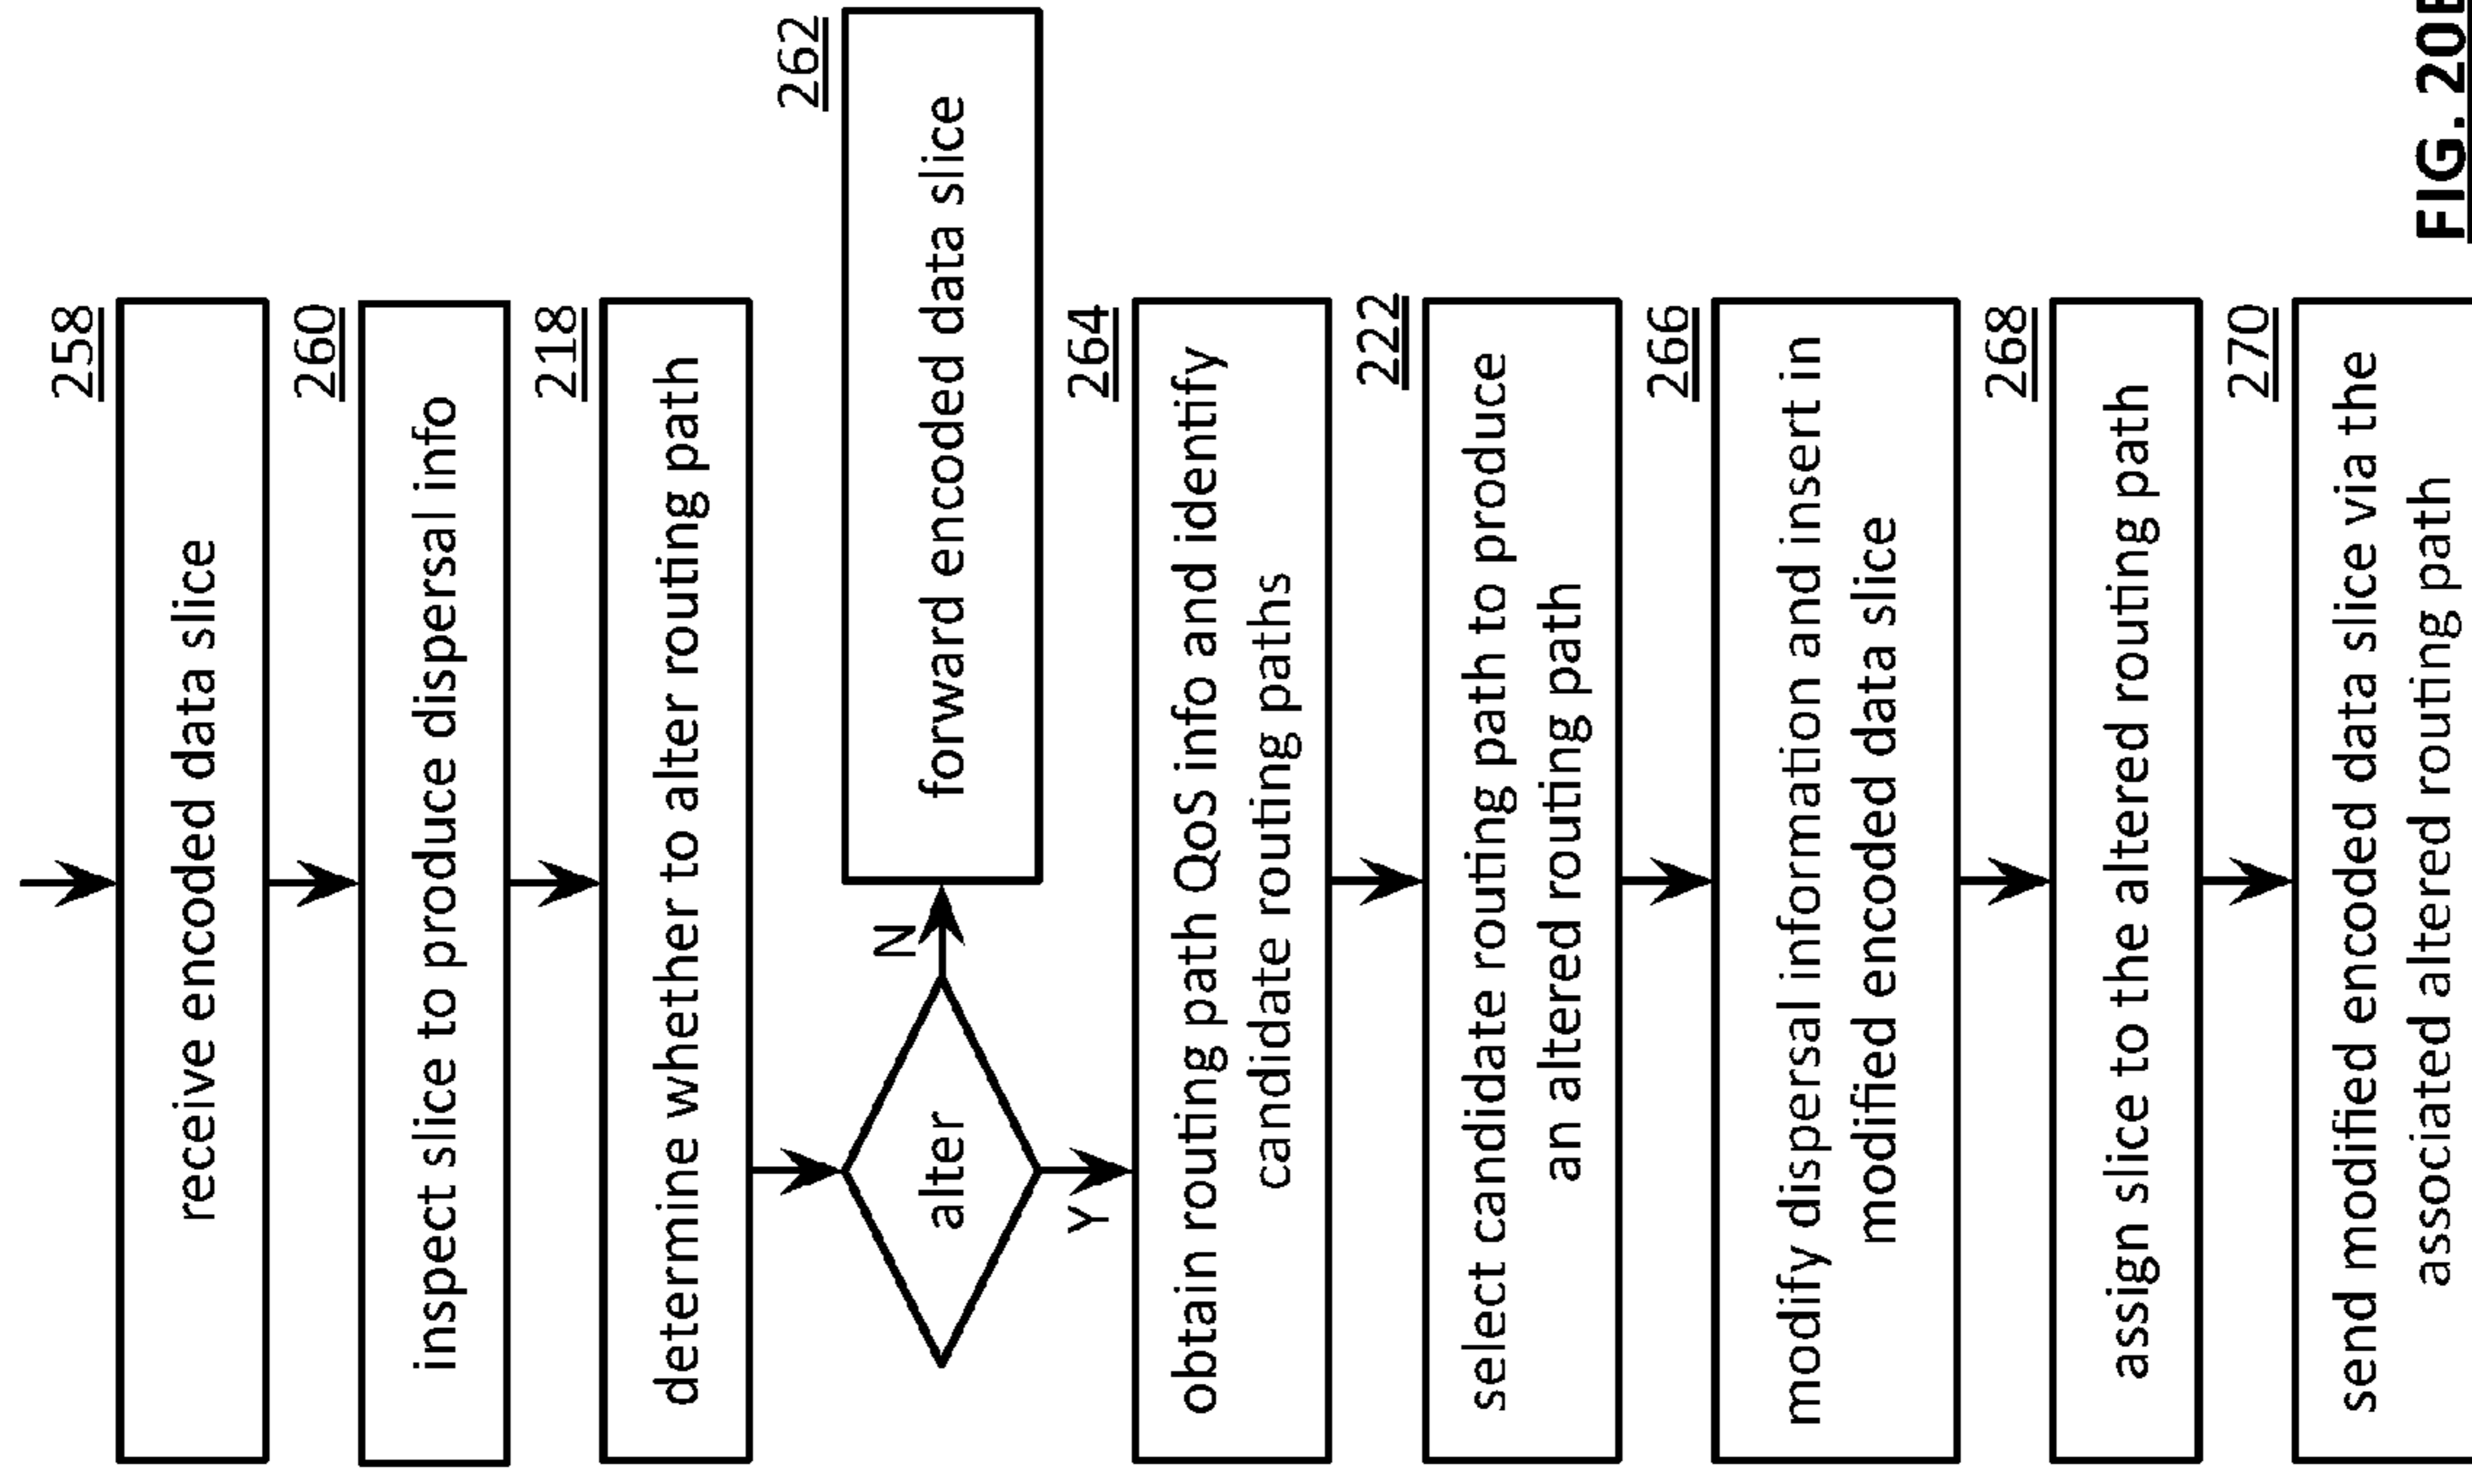 258
receive encoded data slice
260
inspect slice to produce dispersal info
218
determine whether to alter routing path
alter
N
262
forward encoded data slice
Y
264
obtain routing path QoS info and identify
candidate routing paths
222
select candidate routing path to produce
an altered routing path
266
modify dispersal information and insert in
modified encoded data slice
268
assign slice to the altered routing path
270
send modified encoded data slice via the
associated altered routing path
FIG. 20B